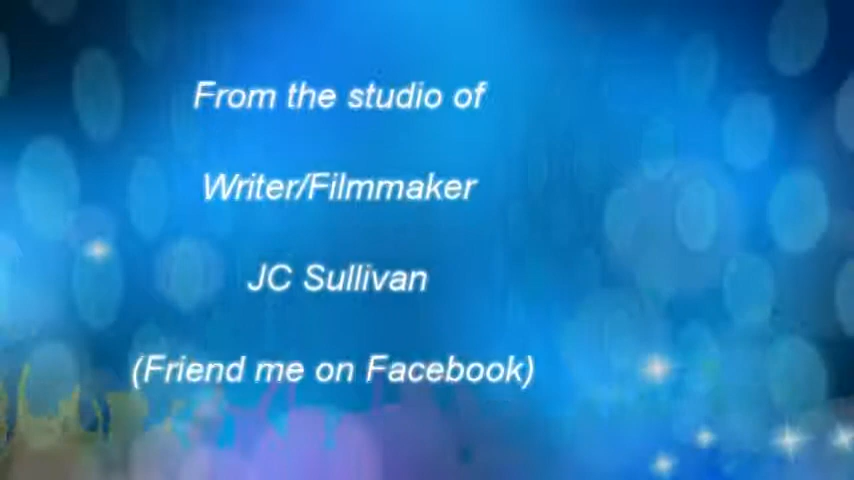 From the studio of
Writer/Filmmaker
JC Sullivan
(Friend me on Facebook)